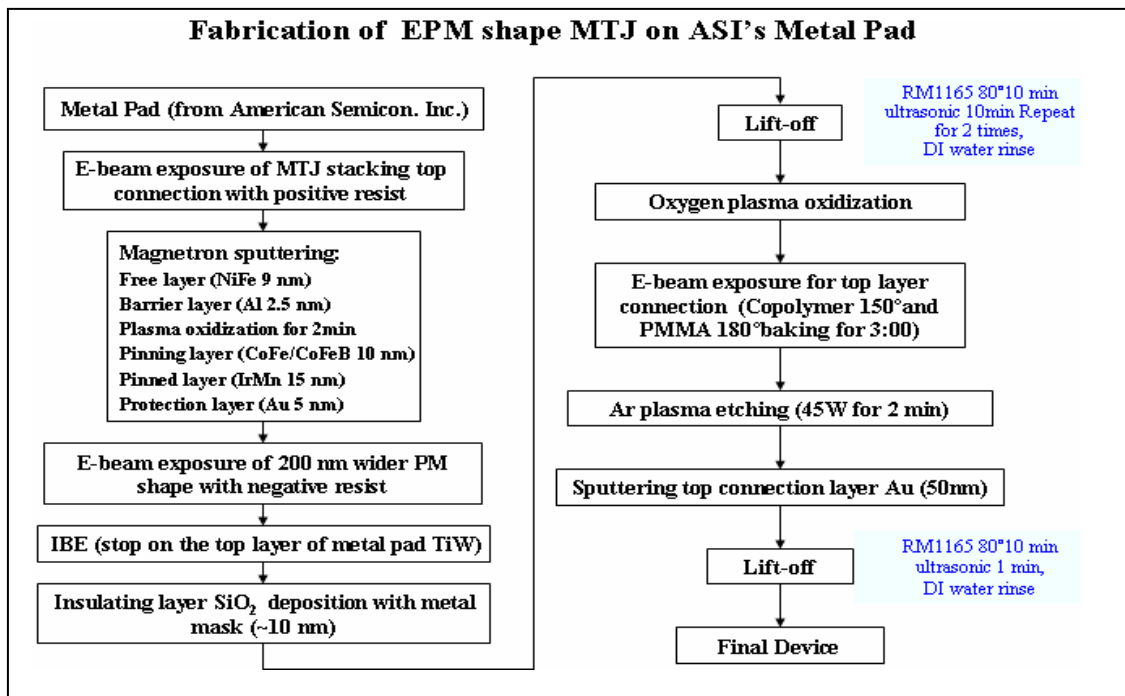 Fabrication of EPM shape MTJ on ASI's Metal Pad
Metal Pad (from American Semicon. Inc.)
E-beam exposure of MTJ stacking top
connection with positive resist
Magnetron sputtering:
Free layer (NiFe 9 nm)
Barrier layer (Al 2.5 nm)
Plasma oxidization for 2min
Pinning layer (CoFe/CoFeB 10 nm)
Pinned layer (IrMn 15 nm)
Protection layer (Au 5 nm)
E-beam exposure of 200 nm wider PM
shape with negative resist
IBE (stop on the top layer of metal pad TiW)
Insulating layer SiO₂ deposition with metal
mask (~10 nm)
Lift-off
RM1165 80°10 min
ultrasonic 10min Repeat
for 2 times,
DI water rinse
Oxygen plasma oxidization
E-beam exposure for top layer
connection (Copolymer 150°and
PMMA 180°baking for 3:00)
Ar plasma etching (45W for 2 min)
Sputtering top connection layer Au (50nm)
Lift-off
RM1165 80°10 min
ultrasonic 1 min,
DI water rinse
Final Device